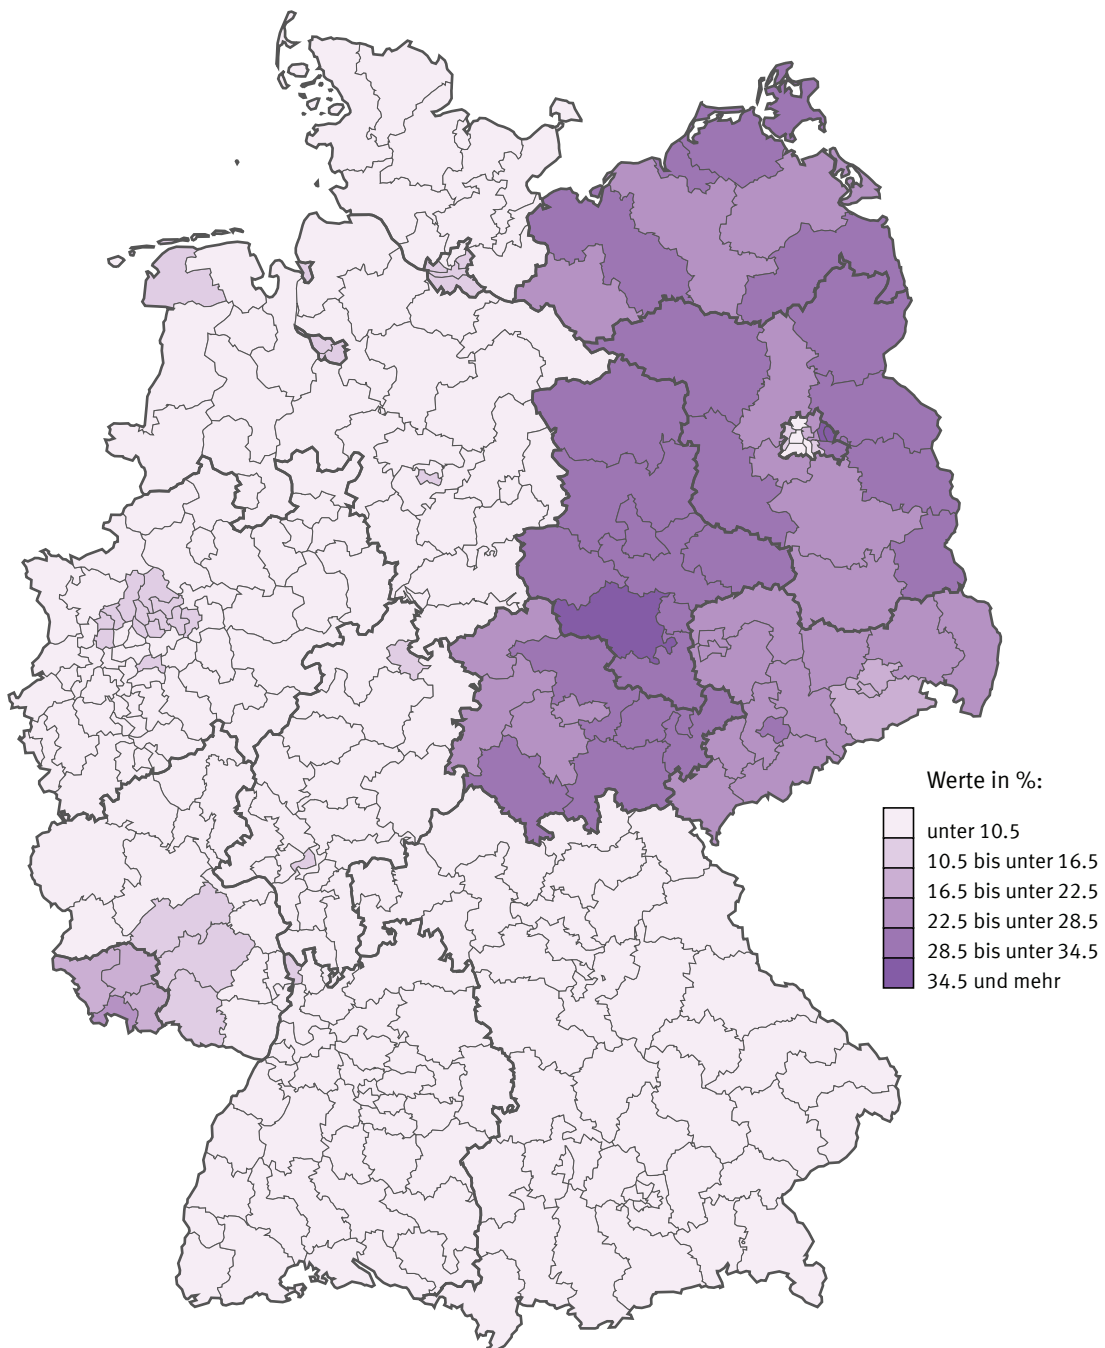 Werte in %:
unter 10.5
10.5 bis unter 16.5
16.5 bis unter 22.5
22.5 bis unter 28.5
28.5 bis unter 34.5
34.5 und mehr